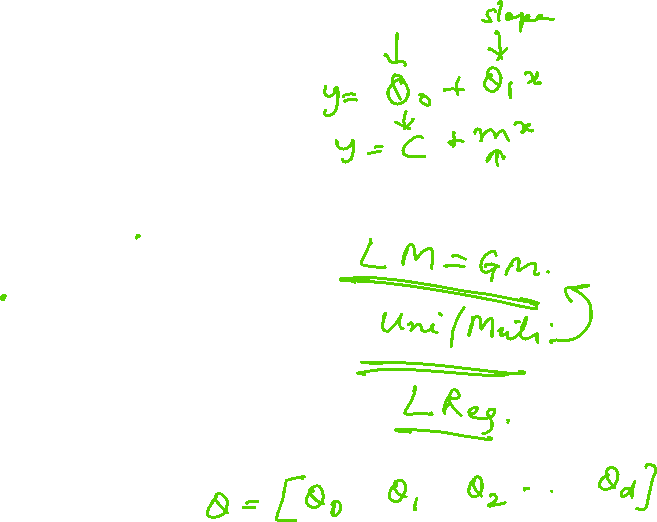 slope
y = θ₀ + θ₁x
y = C + mx
LM = GM.
Uni/Multi
LReg.
θ = [θ₀ θ₁ θ₂ .. θd]